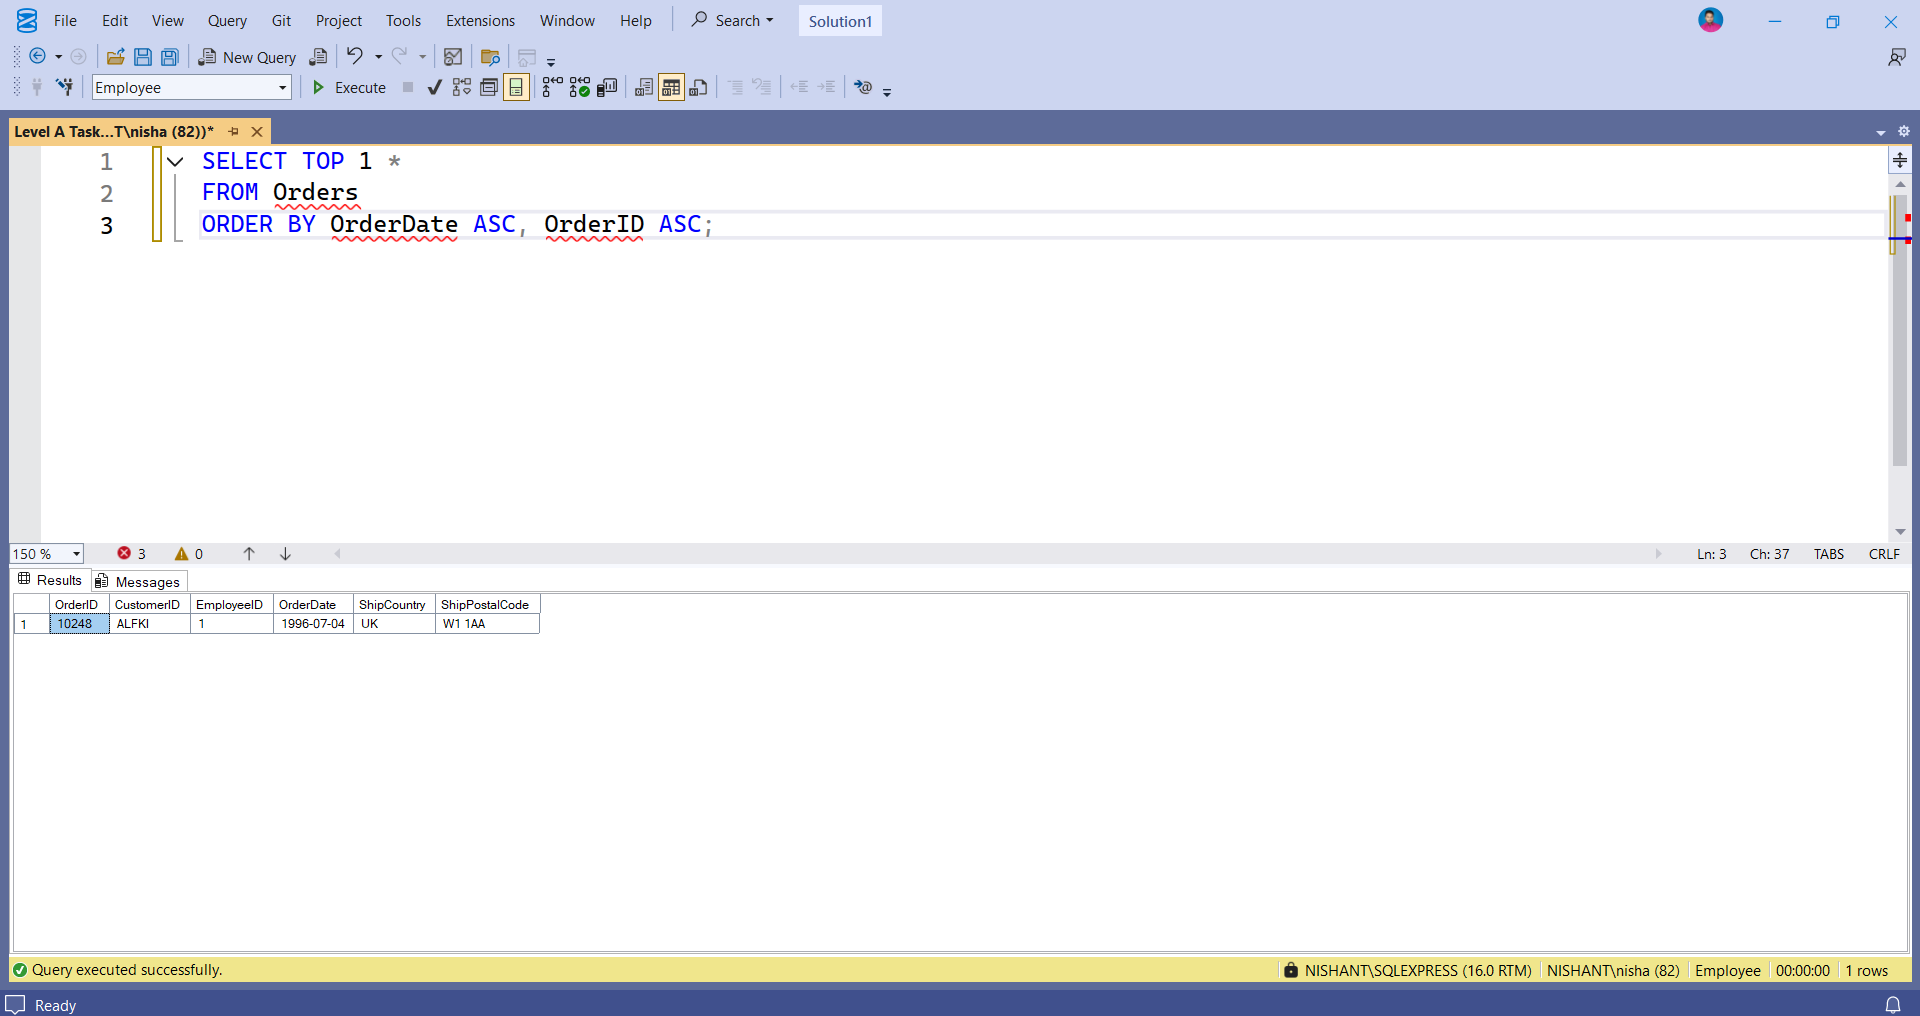 File Edit View Query Git Project Tools Extensions Window Help Search Solution1
New Query
Employee Execute
Level A Task...T\nisha (82))*
1 SELECT TOP 1 *
2 FROM Orders
3 ORDER BY OrderDate ASC, OrderID ASC;
150 % 3 0 Ln: 3 Ch: 37 TABS CRLF
Results Messages
OrderID CustomerID EmployeeID OrderDate ShipCountry ShipPostalCode
1 10248 ALFKI 1 1996-07-04 UK W1 1AA
Query executed successfully. NISHANT\SQLEXPRESS (16.0 RTM) NISHANT\nisha (82) Employee 00:00:00 1 rows
Ready